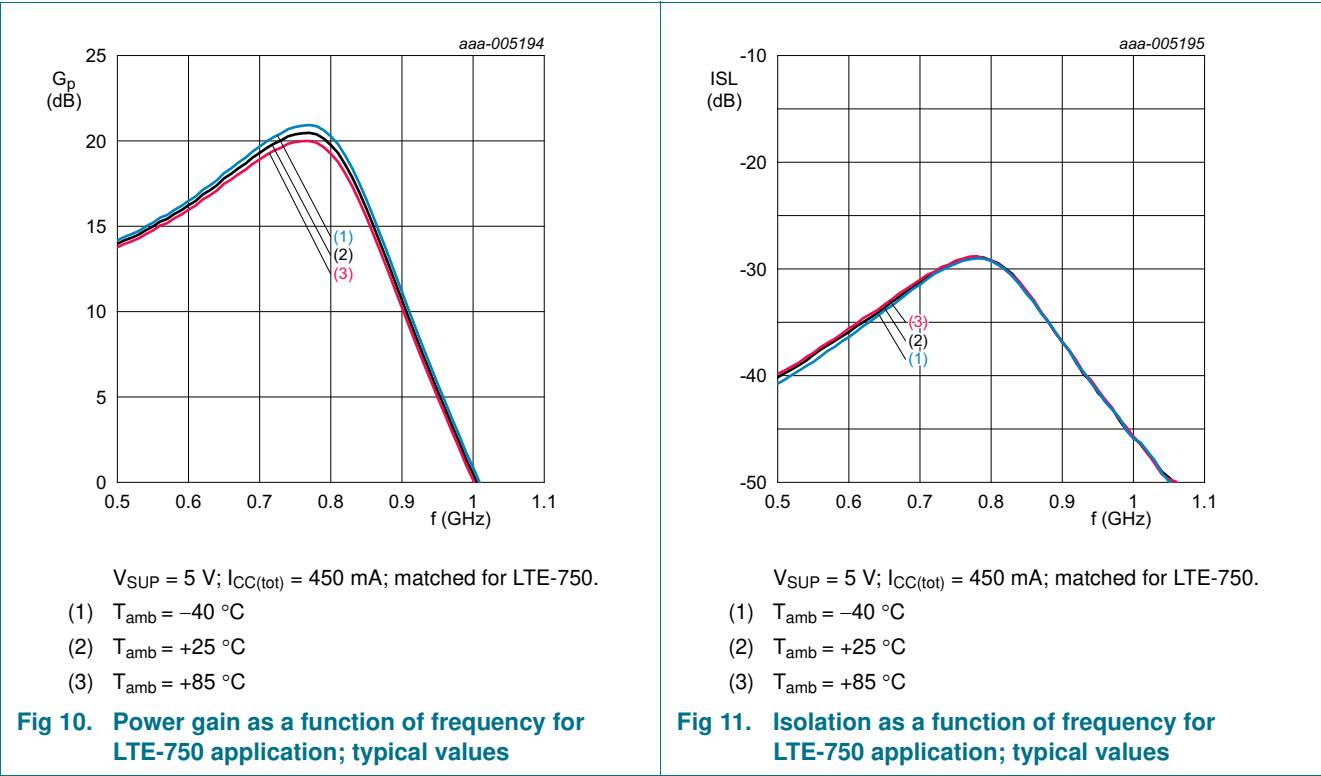 aaa-005194
25
Gp
(dB)
20
15
10
5
0
(1)
(2)
(3)
0.5 0.6 0.7 0.8 0.9 1 1.1
f (GHz)
VSUP = 5 V; ICC(tot) = 450 mA; matched for LTE-750.
(1) Tamb = −40 °C
(2) Tamb = +25 °C
(3) Tamb = +85 °C
Fig 10. Power gain as a function of frequency for
LTE-750 application; typical values
aaa-005195
-10
ISL
(dB)
-20
-30
-40
-50
(3)
(2)
(1)
0.5 0.6 0.7 0.8 0.9 1 1.1
f (GHz)
VSUP = 5 V; ICC(tot) = 450 mA; matched for LTE-750.
(1) Tamb = −40 °C
(2) Tamb = +25 °C
(3) Tamb = +85 °C
Fig 11. Isolation as a function of frequency for
LTE-750 application; typical values